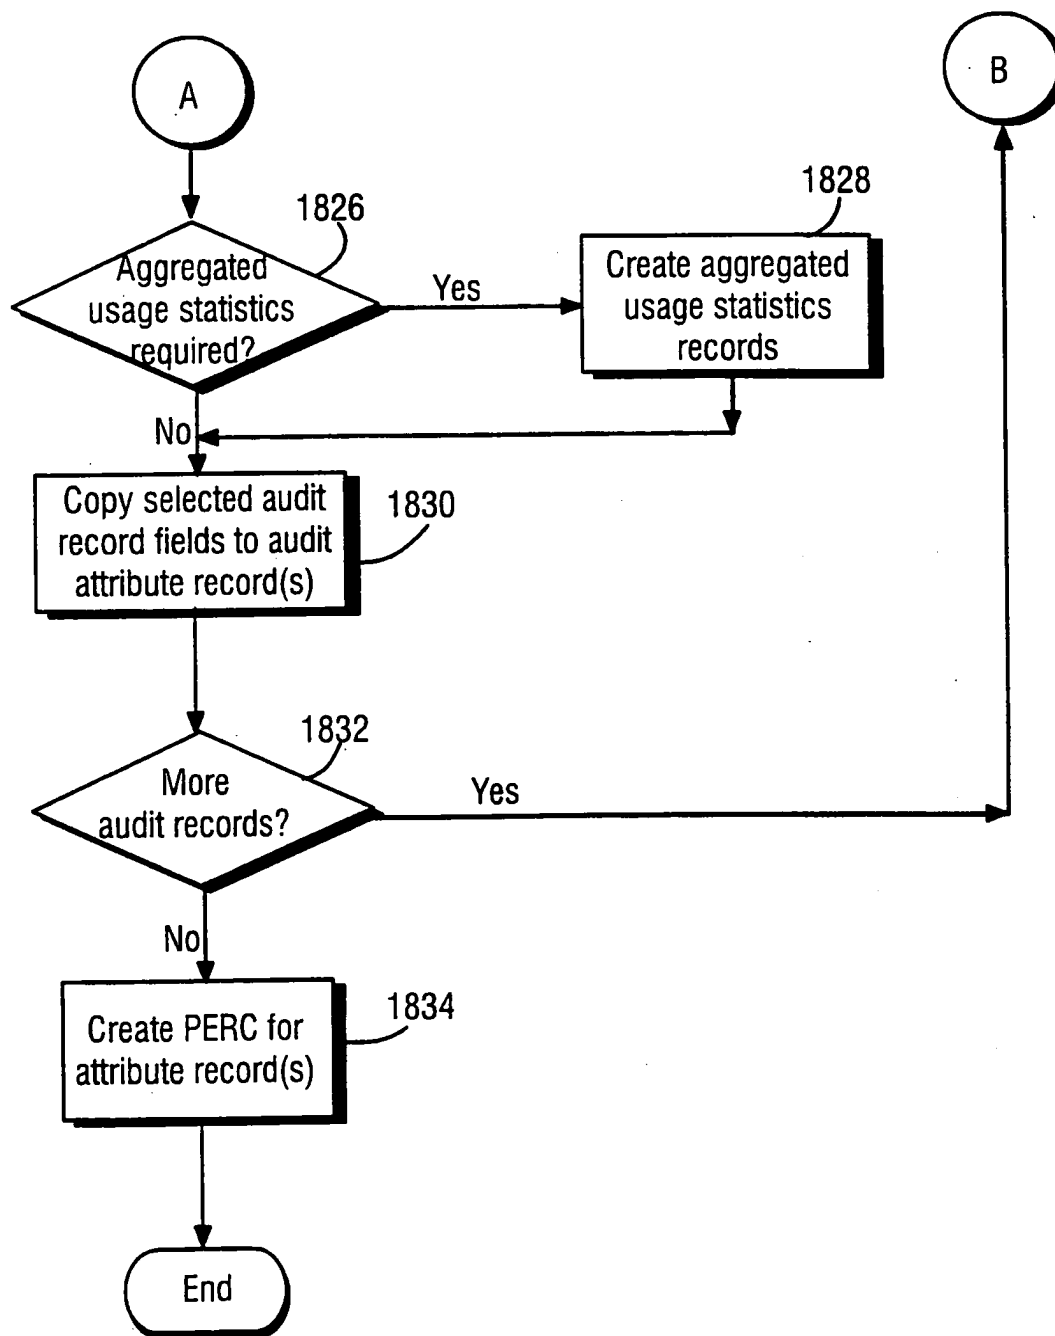 A
B
1826
Aggregated
usage statistics
required?
Yes
1828
Create aggregated
usage statistics
records
No
Copy selected audit
record fields to audit
attribute record(s)
1830
1832
More
audit records?
Yes
No
Create PERC for
attribute record(s)
1834
End